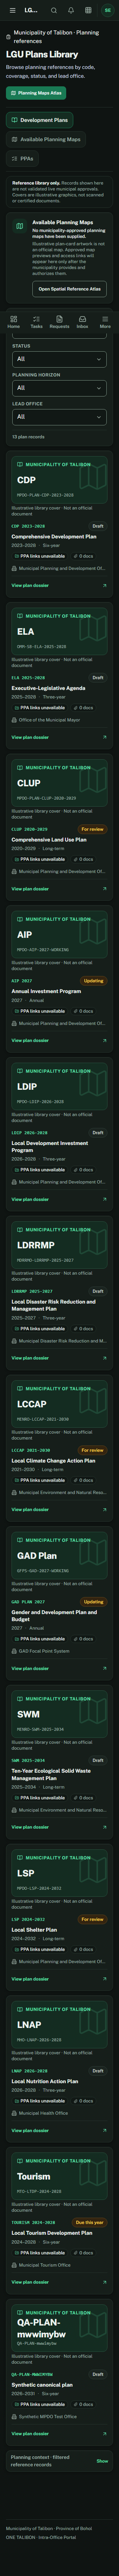 LG...
SE
Municipality of Talibon · Planning
references
LGU Plans Library
Browse planning references by code,
coverage, status, and lead office.
Planning Maps Atlas
Development Plans
Available Planning Maps
PPAs
Reference library only. Records shown here
are not validated live municipal approvals.
Covers are illustrative graphics, not scanned
or certified documents.
Available Planning Maps
No municipality-approved planning
maps have been supplied.
Illustrative plan-card artwork is not
an official map. Approved map
previews and access links will
appear here only after the
municipality provides and
authorizes them.
Open Spatial Reference Atlas
Home
Tasks
Requests
Inbox
More
STATUS
All
PLANNING HORIZON
All
LEAD OFFICE
All
13 plan records
MUNICIPALITY OF TALIBON
CDP
MPDO-PLAN-CDP-2023-2028
Illustrative library cover · Not an official
document
CDP 2023-2028
Draft
Comprehensive Development Plan
2023–2028 · Six-year
PPA links unavailable
0 docs
Municipal Planning and Development Of...
View plan dossier
MUNICIPALITY OF TALIBON
ELA
Illustrative library cover · Not an official
document
ELA 2025-2028
Draft
Executive-Legislative Agenda
2025–2028 · Three-year
PPA links unavailable
0 docs
Office of the Municipal Mayor
View plan dossier
MUNICIPALITY OF TALIBON
CLUP
MPDO-PLAN-CLUP-2020-2029
Illustrative library cover · Not an official
document
CLUP 2020-2029
For review
Comprehensive Land Use Plan
2020–2029 · Long-term
PPA links unavailable
0 docs
Municipal Planning and Development Of...
View plan dossier
MUNICIPALITY OF TALIBON
AIP
MPDO-AIP-2027-WORKING
Illustrative library cover · Not an official
document
AIP 2027
Updating
Annual Investment Program
2027 · Annual
PPA links unavailable
0 docs
Municipal Planning and Development Of...
View plan dossier
MUNICIPALITY OF TALIBON
LDIP
MPDO-LDIP-2026-2028
Illustrative library cover · Not an official
document
LDIP 2026-2028
Draft
Local Development Investment
Program
2026–2028 · Three-year
PPA links unavailable
0 docs
Municipal Planning and Development Of...
View plan dossier
MUNICIPALITY OF TALIBON
LDRRMP
MDRRMO-LDRRMP-2025-2027
Illustrative library cover · Not an official
document
LDRRMP 2025-2027
Draft
Local Disaster Risk Reduction and
Management Plan
2025–2027 · Three-year
PPA links unavailable
0 docs
Municipal Disaster Risk Reduction and M...
View plan dossier
MUNICIPALITY OF TALIBON
LCCAP
MENRO-LCCAP-2021-2030
Illustrative library cover · Not an official
document
LCCAP 2021-2030
For review
Local Climate Change Action Plan
2021–2030 · Long-term
PPA links unavailable
0 docs
Municipal Environment and Natural Resou...
View plan dossier
MUNICIPALITY OF TALIBON
GAD Plan
GFPS-GAD-2027-WORKING
Illustrative library cover · Not an official
document
GAD PLAN 2027
Updating
Gender and Development Plan and
Budget
2027 · Annual
PPA links unavailable
0 docs
GAD Focal Point System
View plan dossier
MUNICIPALITY OF TALIBON
SWM
MENRO-SWM-2025-2034
Illustrative library cover · Not an official
document
SWM 2025-2034
Draft
Ten-Year Ecological Solid Waste
Management Plan
2025–2034 · Long-term
PPA links unavailable
0 docs
Municipal Environment and Natural Resou...
View plan dossier
MUNICIPALITY OF TALIBON
LSP
MPDO-LSP-2024-2032
Illustrative library cover · Not an official
document
LSP 2024-2032
For review
Local Shelter Plan
2024–2032 · Long-term
PPA links unavailable
0 docs
Municipal Planning and Development Of...
View plan dossier
MUNICIPALITY OF TALIBON
LNAP
MHO-LNAP-2026-2028
Illustrative library cover · Not an official
document
LNAP 2026-2028
Draft
Local Nutrition Action Plan
2026–2028 · Three-year
PPA links unavailable
0 docs
Municipal Health Office
View plan dossier
MUNICIPALITY OF TALIBON
Tourism
MTO-LTDP-2024-2028
Illustrative library cover · Not an official
document
TOURISM 2024-2028
Due this year
Local Tourism Development Plan
2024–2028 · Six-year
PPA links unavailable
0 docs
Municipal Tourism Office
View plan dossier
MUNICIPALITY OF TALIBON
QA-PLAN-
mwwlmybw
QA-PLAN-mwwlmybw
Illustrative library cover · Not an official
document
QA-PLAN-MWWLMYBW
Draft
Synthetic canonical plan
2026–2031 · Six-year
PPA links unavailable
0 docs
Synthetic MPDO Test Office
View plan dossier
Planning context · filtered
reference records
Show
Municipality of Talibon · Province of Bohol
ONE TALIBON · Intra-Office Portal